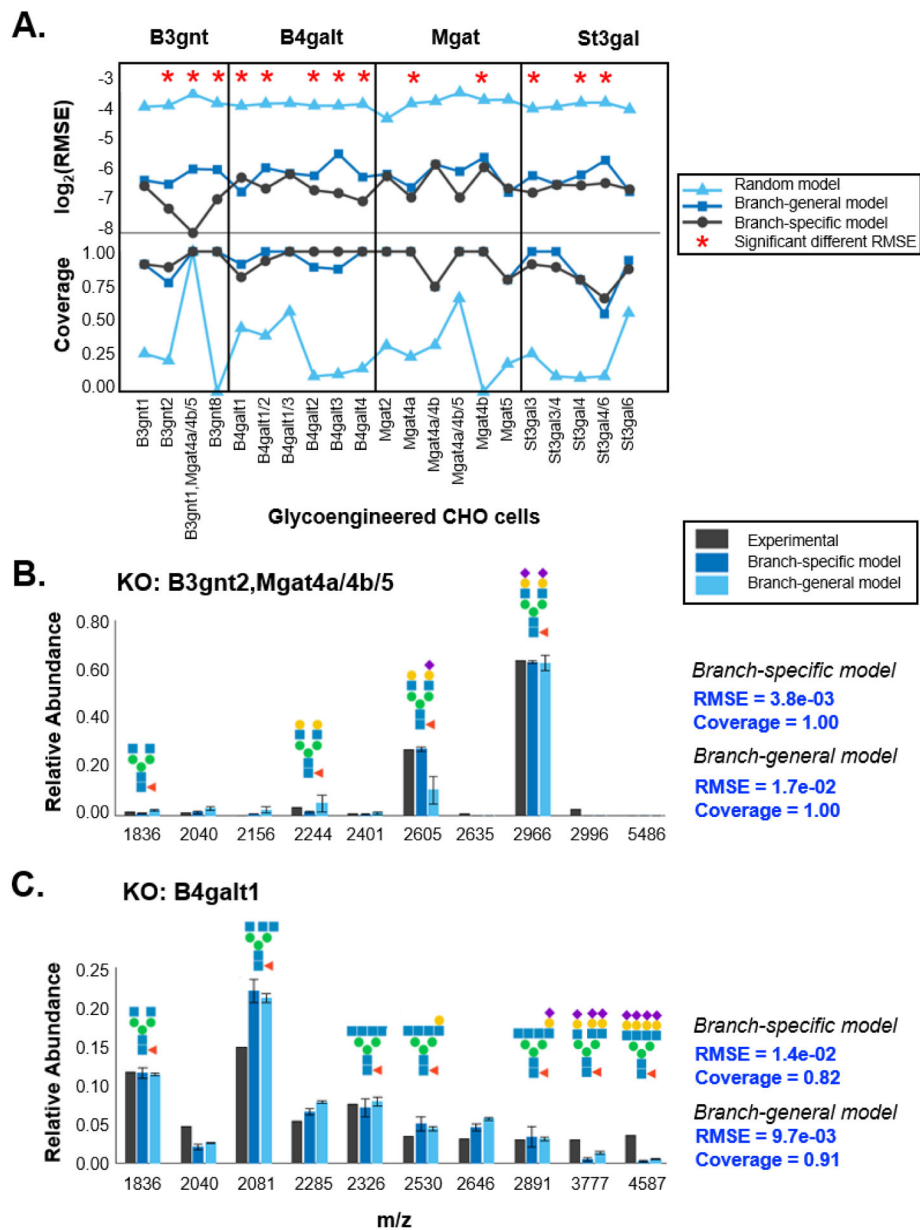 A.
B3gnt B4galt Mgat St3gal
* * * * * * * * * * * * *
-3
-4
-5
-6
-7
-8
log2(RMSE)
1.00
0.75
0.50
0.25
0.00
Coverage
Random model
Branch-general model
Branch-specific model
* Significant different RMSE
B3gnt1
B3gnt2
B3gnt1,Mgat4a/4b/5
B3gnt8
B4galt1
B4galt1/2
B4galt1/3
B4galt2
B4galt3
B4galt4
Mgat2
Mgat4a
Mgat4a/4b
Mgat4a/4b/5
Mgat4b
Mgat5
St3gal3
St3gal3/4
St3gal4
St3gal4/6
St3gal6
Glycoengineered CHO cells
Experimental
Branch-specific model
Branch-general model
B.
KO: B3gnt2,Mgat4a/4b/5
Relative Abundance
0.80
0.60
0.40
0.20
0.00
1836 2040 2156 2244 2401 2605 2635 2966 2996 5486
Branch-specific model
RMSE = 3.8e-03
Coverage = 1.00
Branch-general model
RMSE = 1.7e-02
Coverage = 1.00
C.
KO: B4galt1
Relative Abundance
0.25
0.20
0.15
0.10
0.05
0.00
1836 2040 2081 2285 2326 2530 2646 2891 3777 4587
m/z
Branch-specific model
RMSE = 1.4e-02
Coverage = 0.82
Branch-general model
RMSE = 9.7e-03
Coverage = 0.91